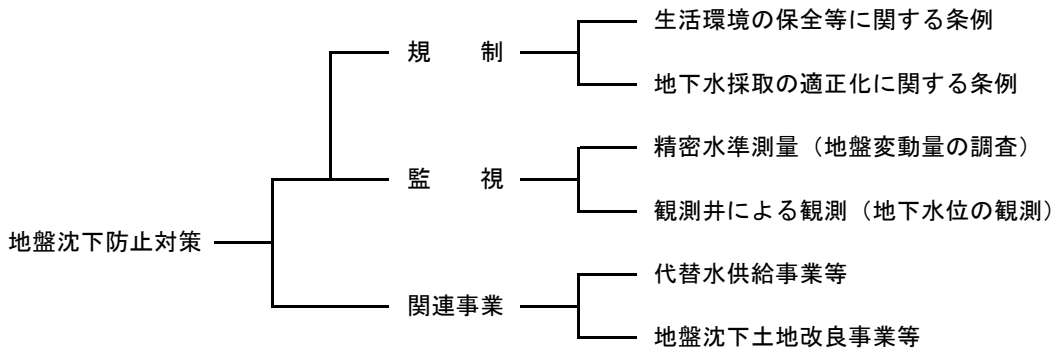 地盤沈下防止対策
規　　制
生活環境の保全等に関する条例
地下水採取の適正化に関する条例
監　　視
精密水準測量（地盤変動量の調査）
観測井による観測（地下水位の観測）
関連事業
代替水供給事業等
地盤沈下土地改良事業等